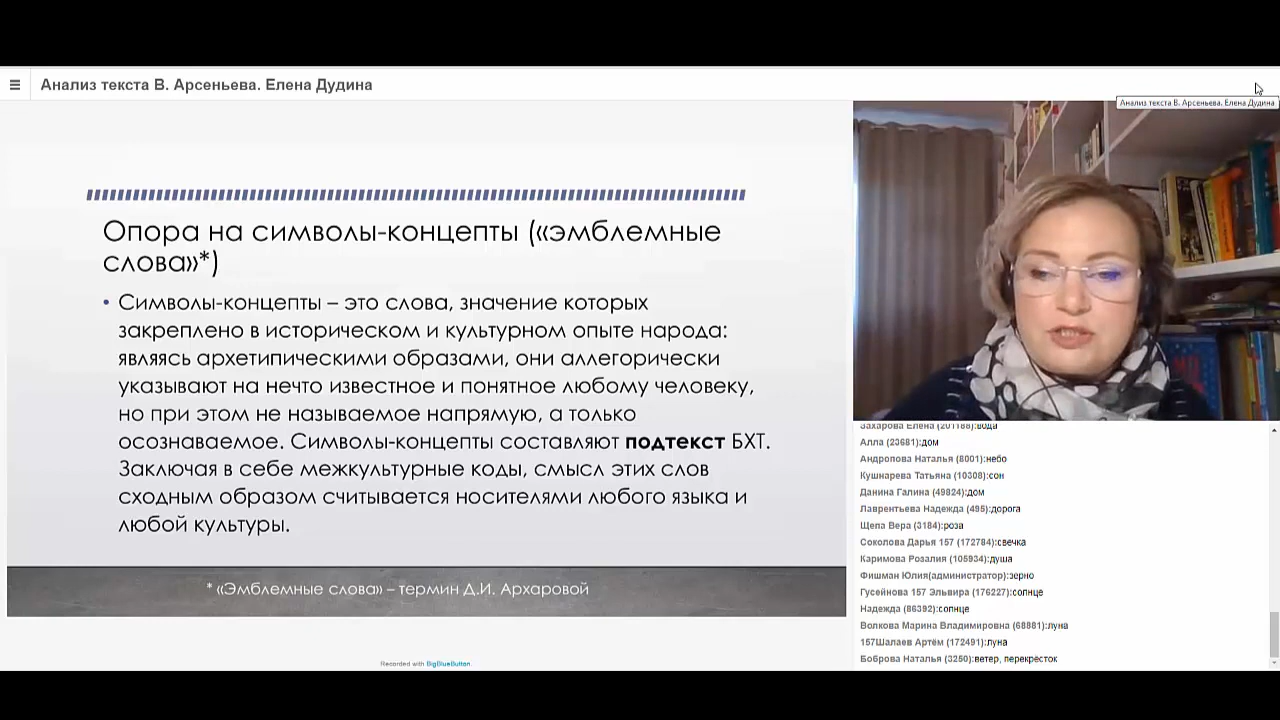 Анализ текста В. Арсеньева. Елена Дудина
Анализ текста В. Арсеньева. Елена Дудина
Опора на символы-концепты («эмблемные
слова»*)
• Символы-концепты – это слова, значение которых
закреплено в историческом и культурном опыте народа:
являясь архетипическими образами, они аллегорически
указывают на нечто известное и понятное любому человеку,
но при этом не называемое напрямую, а только
осознаваемое. Символы-концепты составляют подтекст БХТ.
Заключая в себе межкультурные коды, смысл этих слов
сходным образом считывается носителями любого языка и
любой культуры.
* «Эмблемные слова» – термин Д.И. Архаровой
Recorded with BigBlueButton.
Захарова Елена (201188):вода
Алла (23681):дом
Андропова Наталья (8001):небо
Кушнарева Татьяна (10308):сон
Данина Галина (49824):дом
Лаврентьева Надежда (495):дорога
Щепа Вера (3184):роза
Соколова Дарья 157 (172784):свечка
Каримова Розалия (105934):душа
Фишман Юлия(администратор):зерно
Гусейнова 157 Эльвира (176227):солнце
Надежда (86392):солнце
Волкова Марина Владимировна (68881):луна
157Шалаев Артём (172491):луна
Боброва Наталья (3250):ветер, перекресток